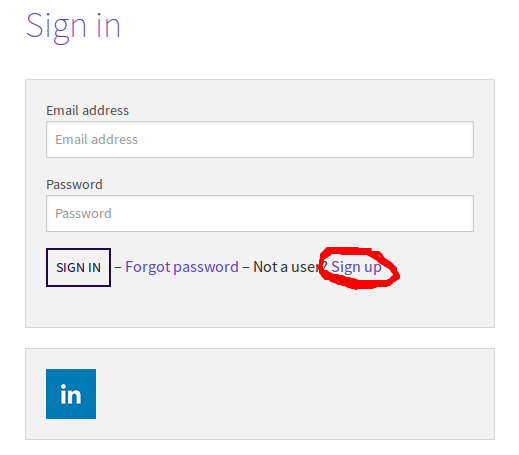 Sign in
Email address
Email address
Password
Password
SIGN IN – Forgot password – Not a user? Sign up
in